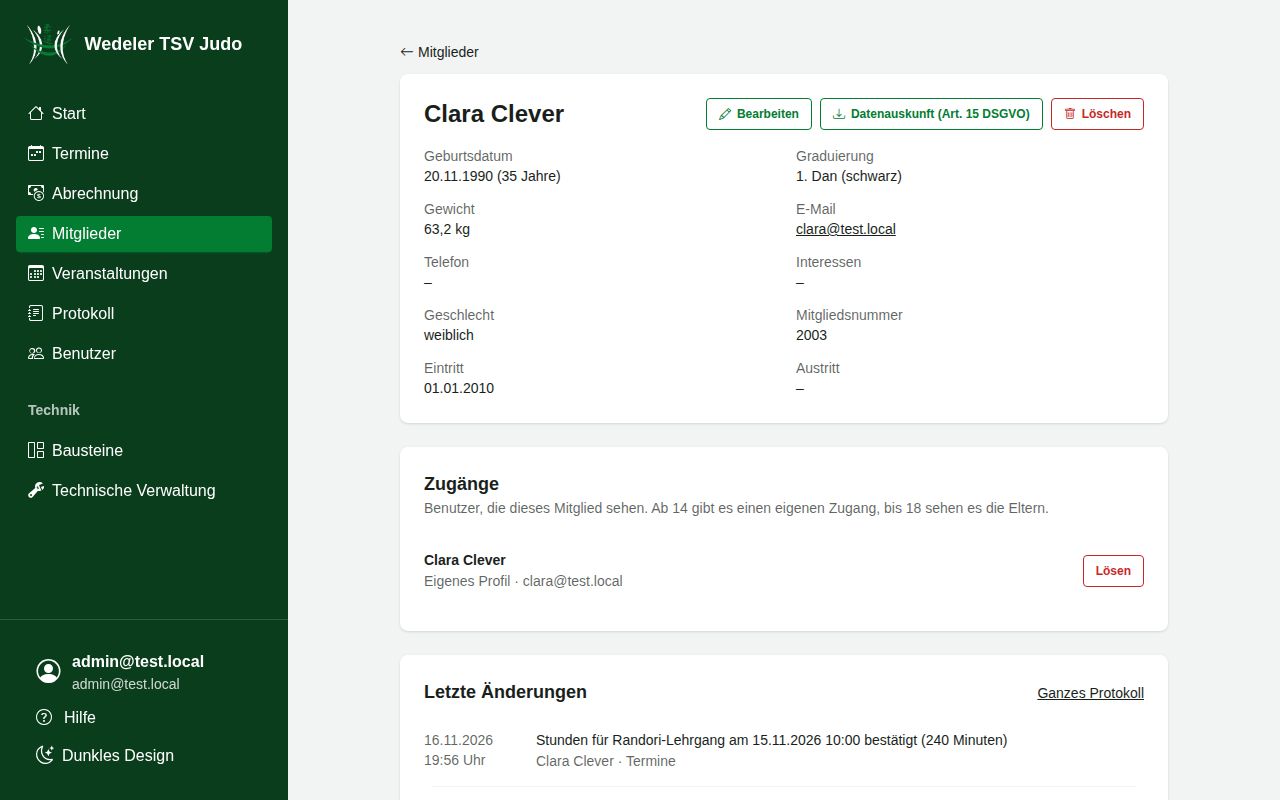 Wedeler TSV Judo
Start
Termine
Abrechnung
Mitglieder
Veranstaltungen
Protokoll
Benutzer
Technik
Bausteine
Technische Verwaltung
admin@test.local
admin@test.local
Hilfe
Dunkles Design
← Mitglieder
Clara Clever
Bearbeiten
Datenauskunft (Art. 15 DSGVO)
Löschen
Geburtsdatum
20.11.1990 (35 Jahre)
Graduierung
1. Dan (schwarz)
Gewicht
63,2 kg
E-Mail
clara@test.local
Telefon
–
Interessen
–
Geschlecht
weiblich
Mitgliedsnummer
2003
Eintritt
01.01.2010
Austritt
–
Zugänge
Benutzer, die dieses Mitglied sehen. Ab 14 gibt es einen eigenen Zugang, bis 18 sehen es die Eltern.
Clara Clever
Eigenes Profil · clara@test.local
Lösen
Letzte Änderungen
Ganzes Protokoll
16.11.2026
19:56 Uhr
Stunden für Randori-Lehrgang am 15.11.2026 10:00 bestätigt (240 Minuten)
Clara Clever · Termine